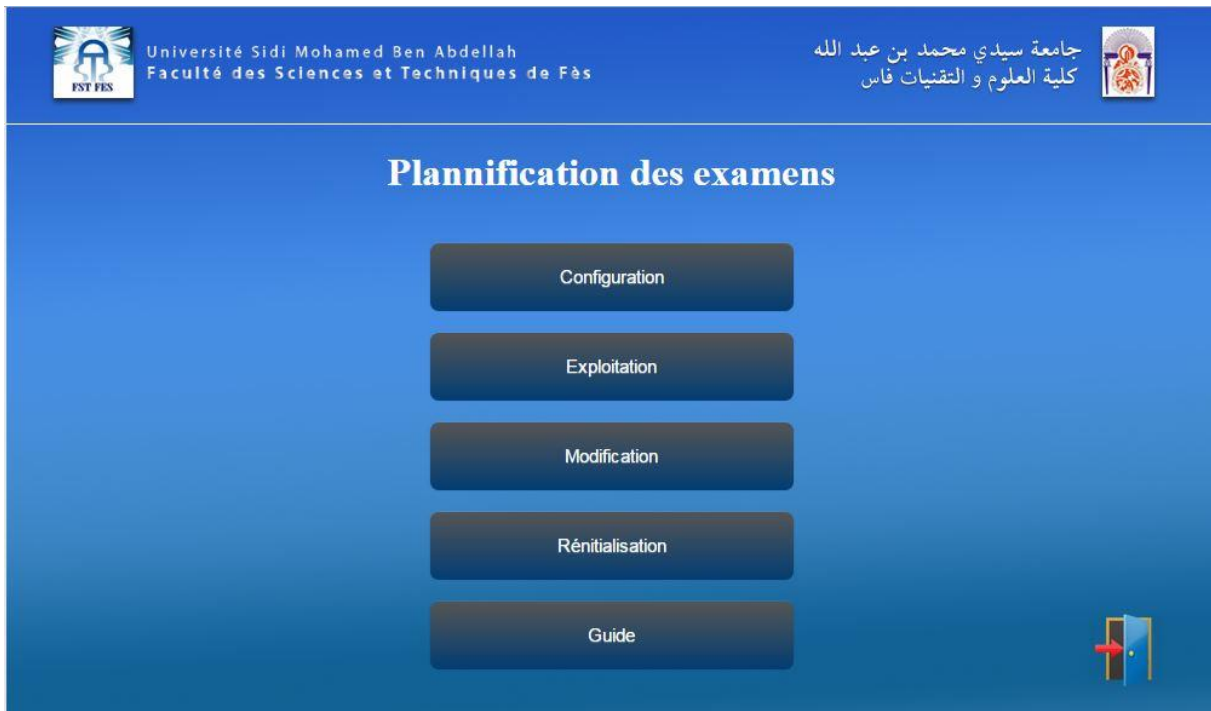 FST FES
Université Sidi Mohamed Ben Abdellah
Faculté des Sciences et Techniques de Fès
جامعة سيدي محمد بن عبد الله
كلية العلوم و التقنيات فاس
Plannification des examens
Configuration
Exploitation
Modification
Rénitialisation
Guide